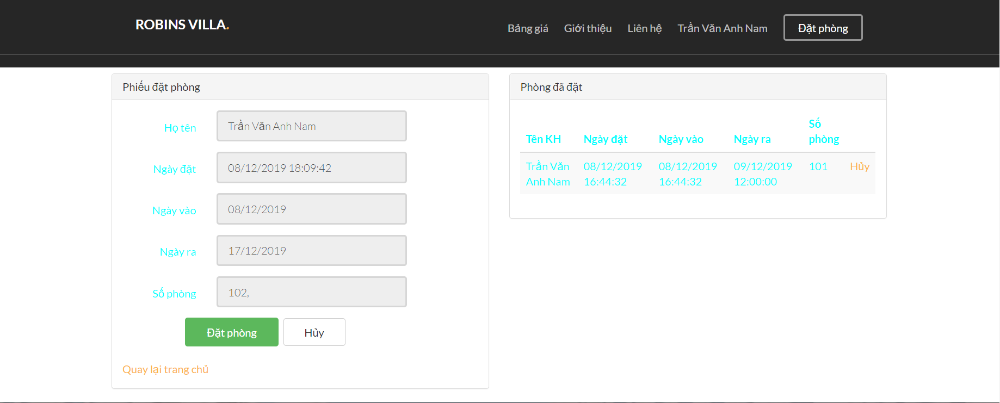 ROBINS VILLA.
Bảng giá Giới thiệu Liên hệ Trần Văn Anh Nam Đặt phòng
Phiếu đặt phòng
Họ tên Trần Văn Anh Nam
Ngày đặt 08/12/2019 18:09:42
Ngày vào 08/12/2019
Ngày ra 17/12/2019
Số phòng 102,
Đặt phòng Hủy
Quay lại trang chủ
Phòng đã đặt
Số
Tên KH Ngày đặt Ngày vào Ngày ra phòng
Trần Văn 08/12/2019 08/12/2019 09/12/2019 101 Hủy
Anh Nam 16:44:32 16:44:32 12:00:00